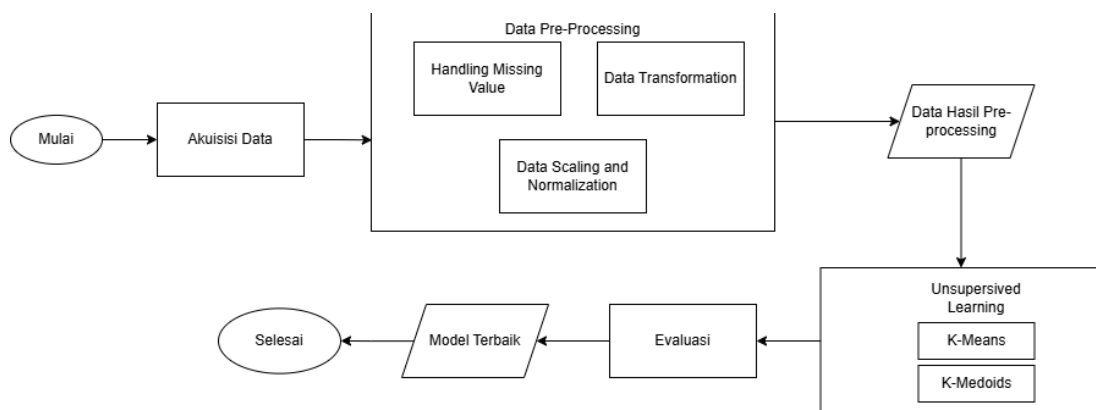 Data Pre-Processing
Handling Missing
Value
Data Transformation
Mulai
Akuisisi Data
Data Hasil Pre-
processing
Data Scaling and
Normalization
Unsupersived
Learning
Selesai
Model Terbaik
Evaluasi
K-Means
K-Medoids